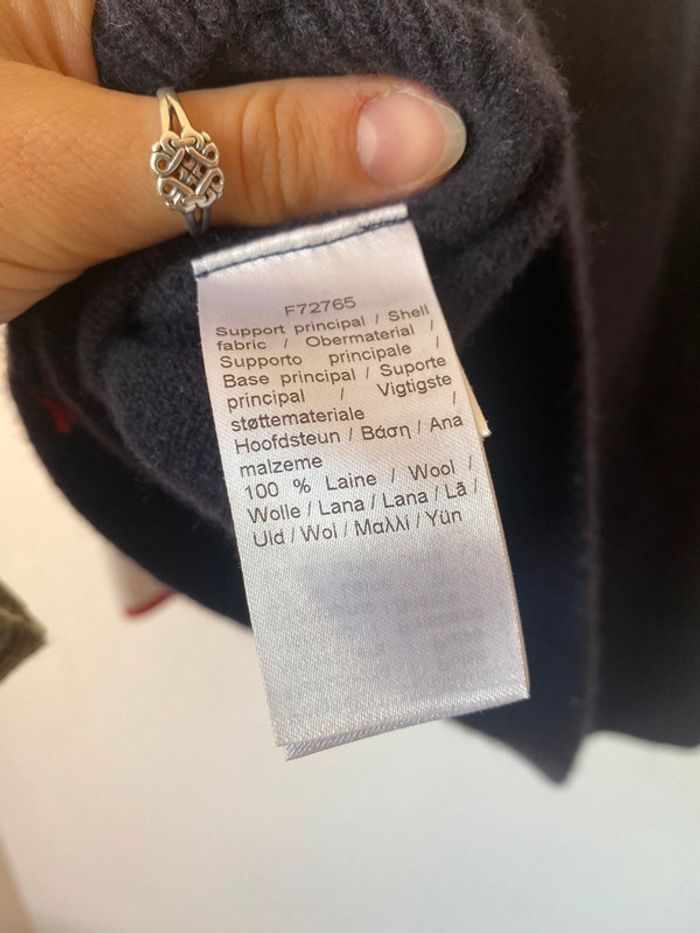 F72765
Support principal / Shell
fabric / Obermaterial /
Supporto principale /
Base principal / Suporte
principal / Vigtigste
støttemateriale /
Hoofdsteun / Βάση / Ana
malzeme
100 % Laine / Wool /
Wolle / Lana / Lana / Lã /
Uld / Wol / Μαλλί / Yün